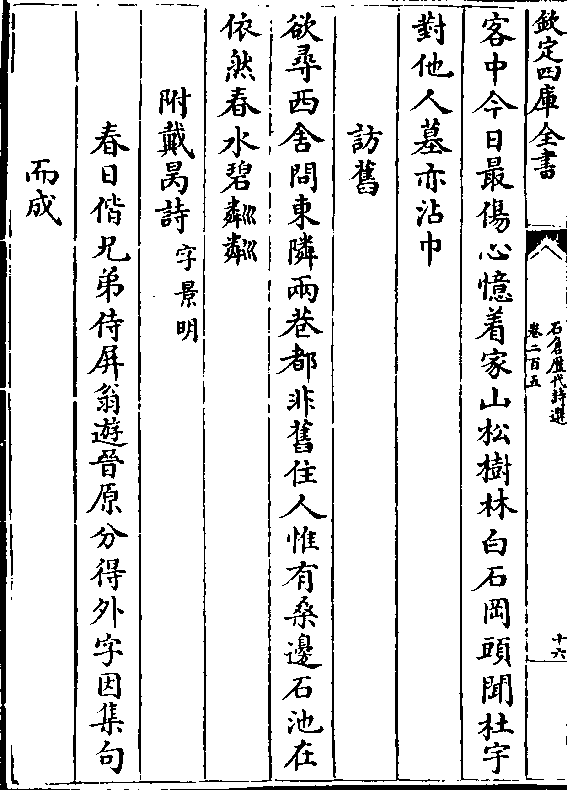 欽定四庫全書
石倉歷代詩選
卷二百五
十六
客中今日最傷心憶着家山松樹林白石岡頭聞杜宇
對他人墓亦沾巾
訪舊
欲尋西舍問東隣兩巷都非舊住人惟有桑邊石池在
依然春水碧粼粼
附戴昺詩字景明
春日偕兄弟侍屏翁遊晉原分得外字因集句
而成